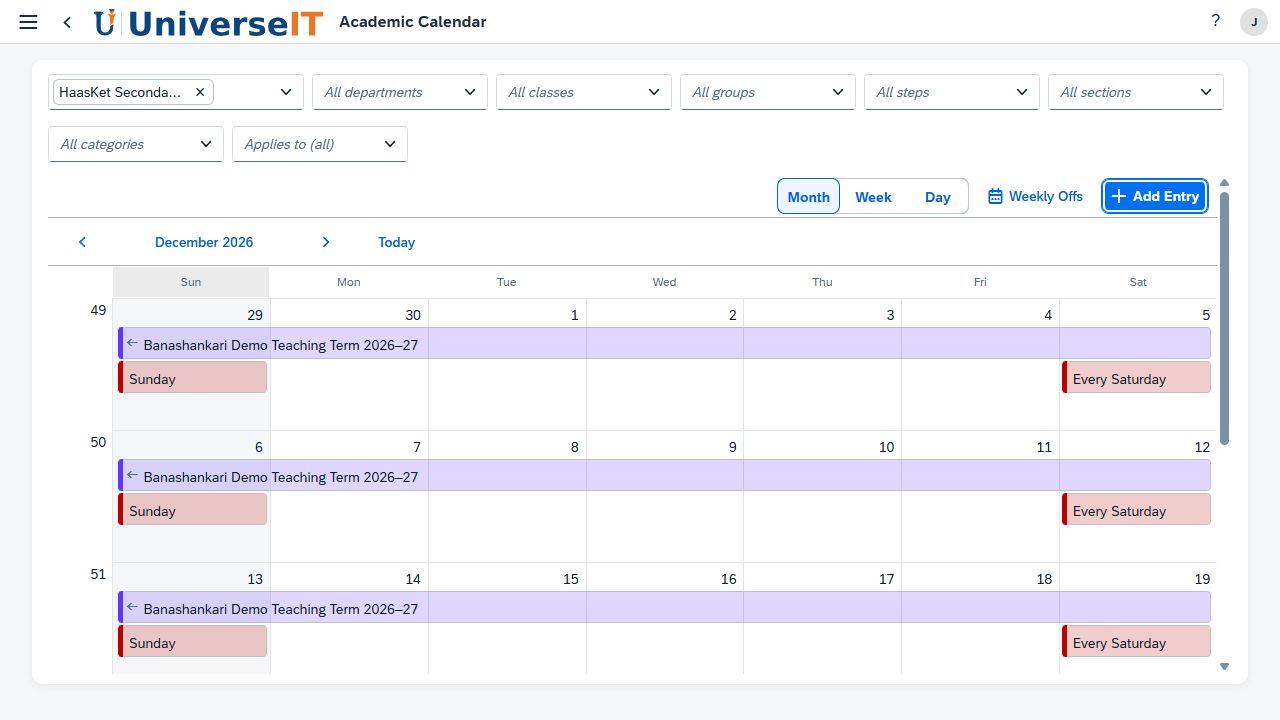 UniverseIT Academic Calendar ? J
HaasKet Seconda... All departments All classes All groups All steps All sections
All categories Applies to (all)
Month Week Day Weekly Offs Add Entry
December 2026 Today
Sun Mon Tue Wed Thu Fri Sat
49 29 30 1 2 3 4 5
← Banashankari Demo Teaching Term 2026–27
Sunday Every Saturday
50 6 7 8 9 10 11 12
← Banashankari Demo Teaching Term 2026–27
Sunday Every Saturday
51 13 14 15 16 17 18 19
← Banashankari Demo Teaching Term 2026–27
Sunday Every Saturday